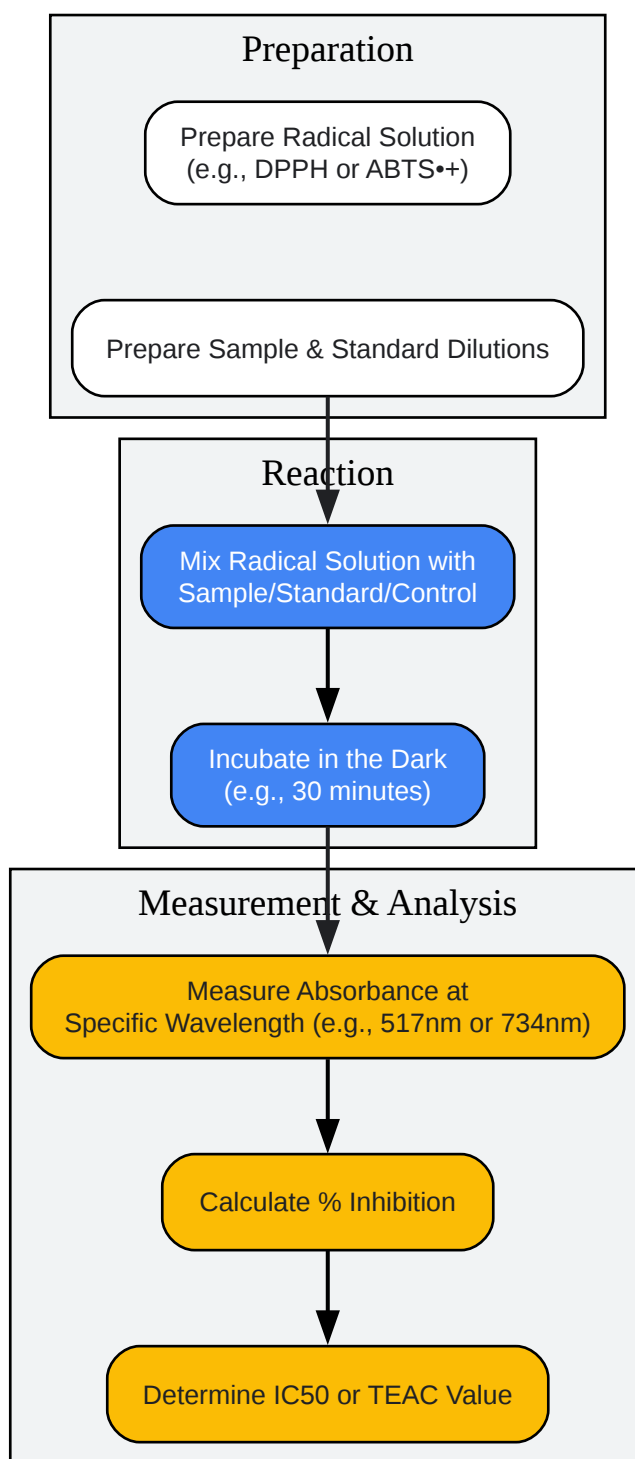 Preparation
Prepare Radical Solution
(e.g., DPPH or ABTS•+)
Prepare Sample & Standard Dilutions
Reaction
Mix Radical Solution with
Sample/Standard/Control
Incubate in the Dark
(e.g., 30 minutes)
Measurement & Analysis
Measure Absorbance at
Specific Wavelength (e.g., 517nm or 734nm)
Calculate % Inhibition
Determine IC50 or TEAC Value